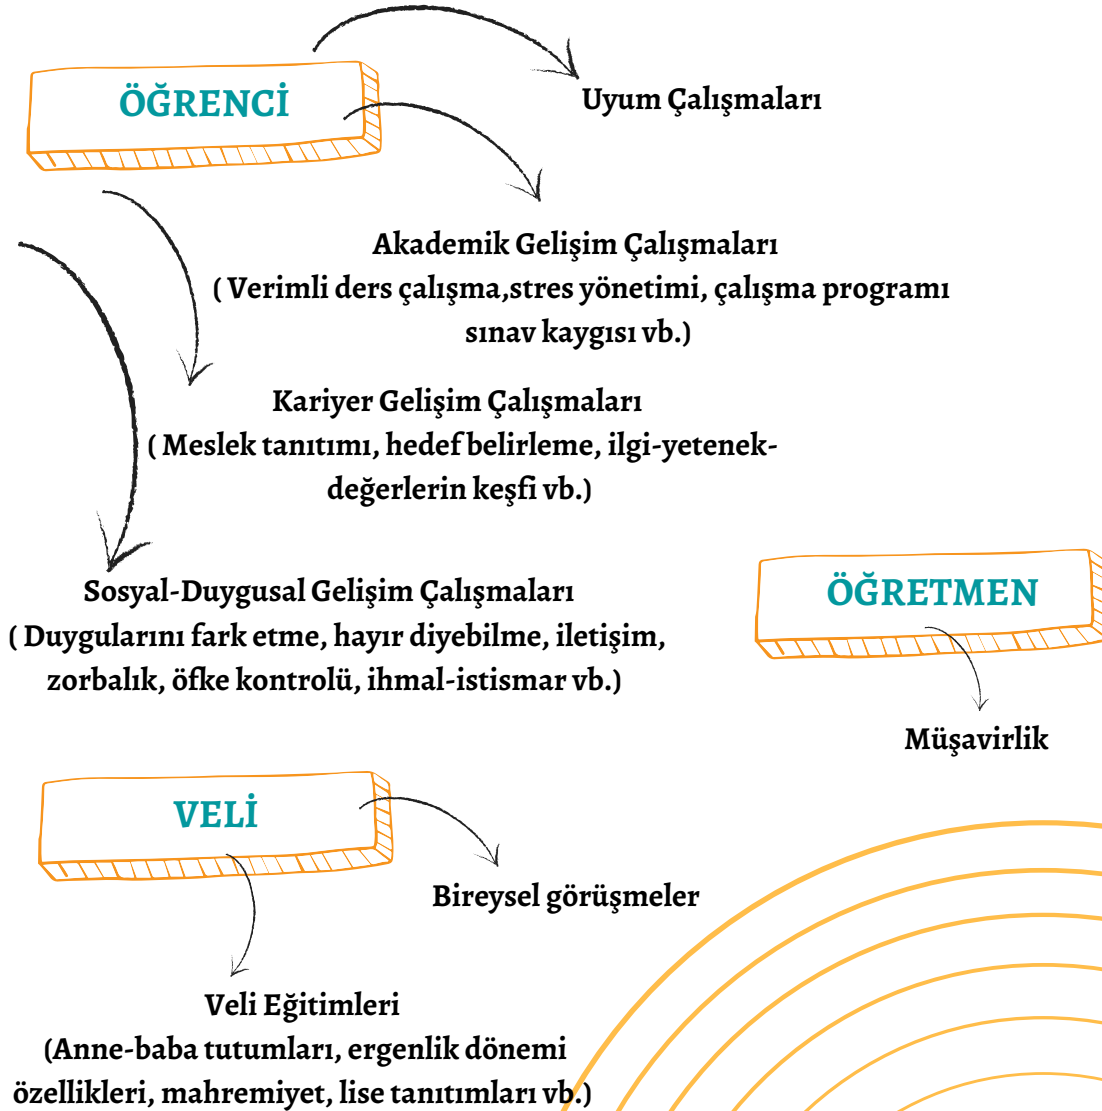 ÖĞRENCİ
Uyum Çalışmaları
Akademik Gelişim Çalışmaları
( Verimli ders çalışma,stres yönetimi, çalışma programı
sınav kaygısı vb.)
Kariyer Gelişim Çalışmaları
( Meslek tanıtımı, hedef belirleme, ilgi-yetenek-
değerlerin keşfi vb.)
Sosyal-Duygusal Gelişim Çalışmaları
( Duygularını fark etme, hayır diyebilme, iletişim,
zorbalık, öfke kontrolü, ihmal-istismar vb.)
ÖĞRETMEN
Müşavirlik
VELİ
Bireysel görüşmeler
Veli Eğitimleri
(Anne-baba tutumları, ergenlik dönemi
özellikleri, mahremiyet, lise tanıtımları vb.)